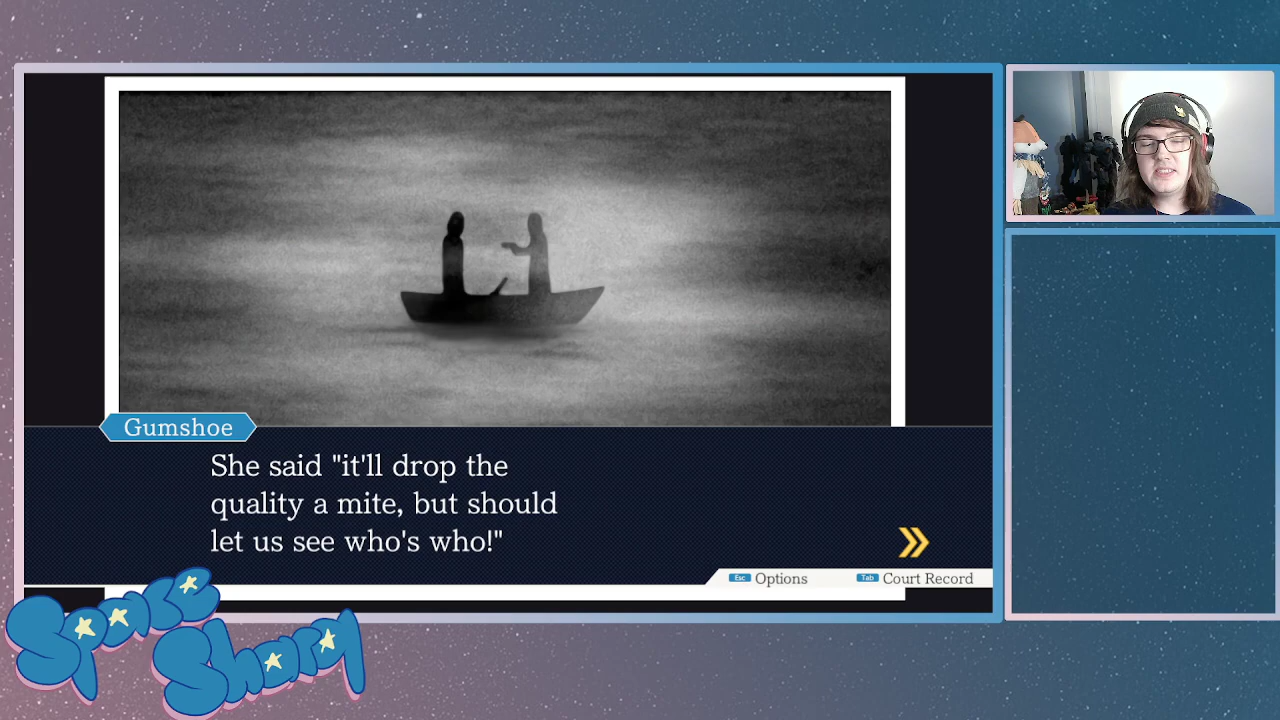 Gumshoe
She said "it'll drop the
quality a mite, but should
let us see who's who!"
Esc Options
Tab Court Record
Space
Sharq